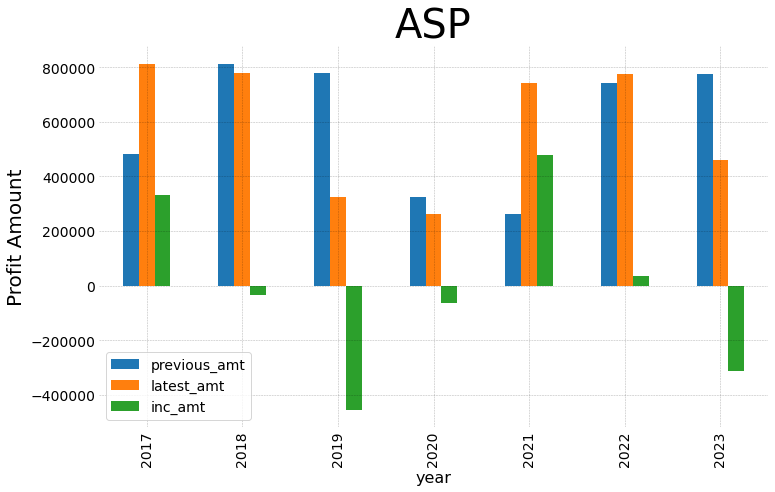 ASP
Profit Amount
800000
600000
400000
200000
0
−200000
−400000
previous_amt
latest_amt
inc_amt
2017
2018
2019
2020
2021
2022
2023
year